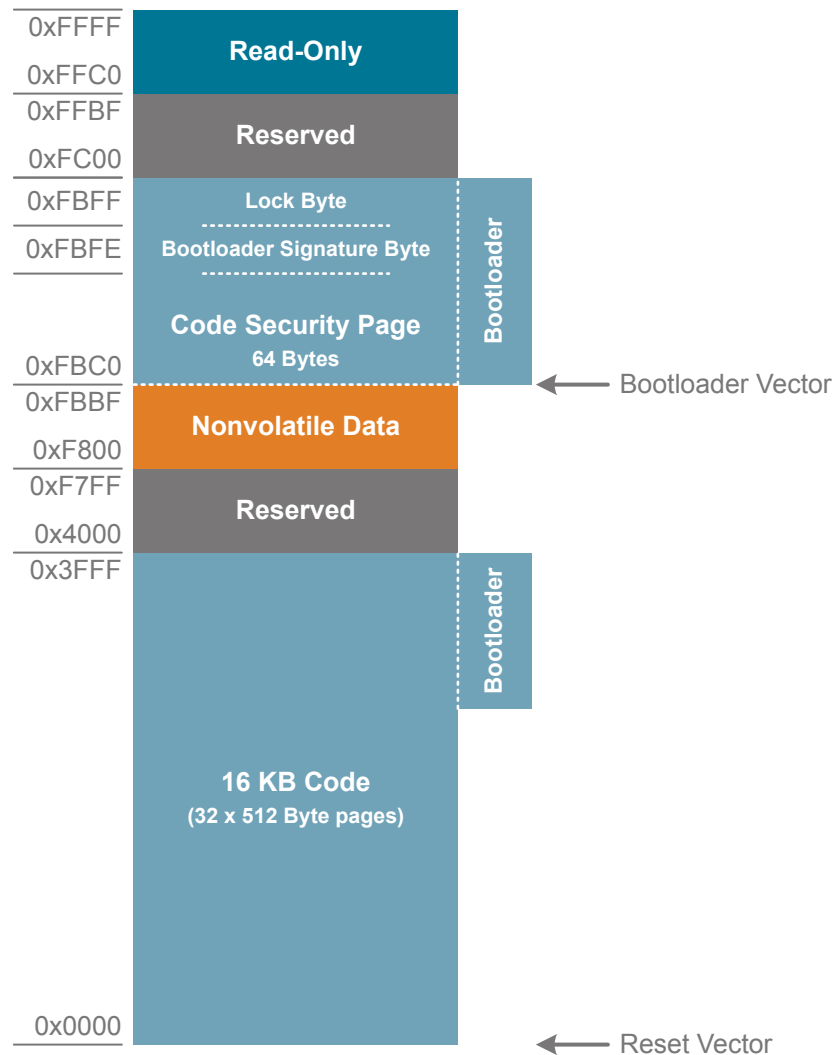 0xFFFF
Read-Only
0xFFC0
0xFFBF
Reserved
0xFC00
0xFBFF
Lock Byte
0xFBFE
Bootloader Signature Byte
Bootloader
Code Security Page
64 Bytes
0xFBC0
Bootloader Vector
0xFBBF
Nonvolatile Data
0xF800
0xF7FF
Reserved
0x4000
0x3FFF
Bootloader
16 KB Code
(32 x 512 Byte pages)
0x0000
Reset Vector